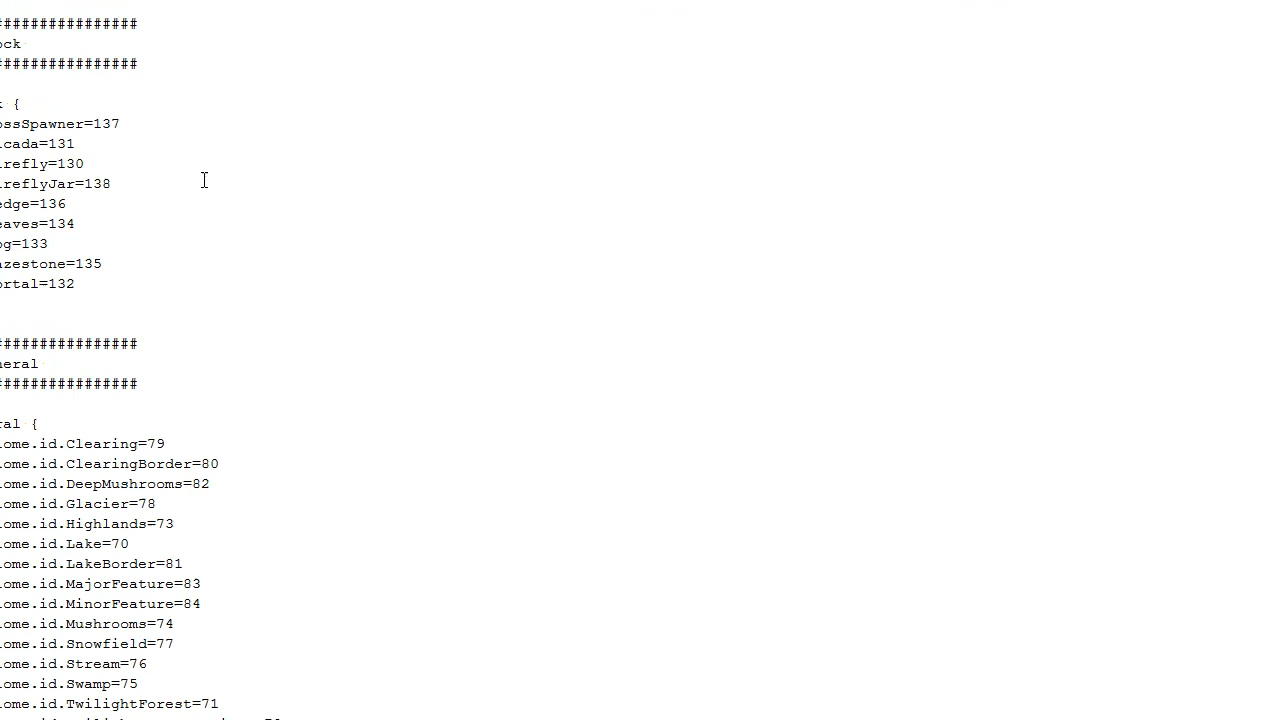 ################
ock
################
{
ossSpawner=137
icada=131
irefly=130
ireflyJar=138
edge=136
eaves=134
og=133
azestone=135
ortal=132
################
neral
################
ral {
iome.id.Clearing=79
iome.id.ClearingBorder=80
iome.id.DeepMushrooms=82
iome.id.Glacier=78
iome.id.Highlands=73
iome.id.Lake=70
iome.id.LakeBorder=81
iome.id.MajorFeature=83
iome.id.MinorFeature=84
iome.id.Mushrooms=74
iome.id.Snowfield=77
iome.id.Stream=76
iome.id.Swamp=75
iome.id.TwilightForest=71